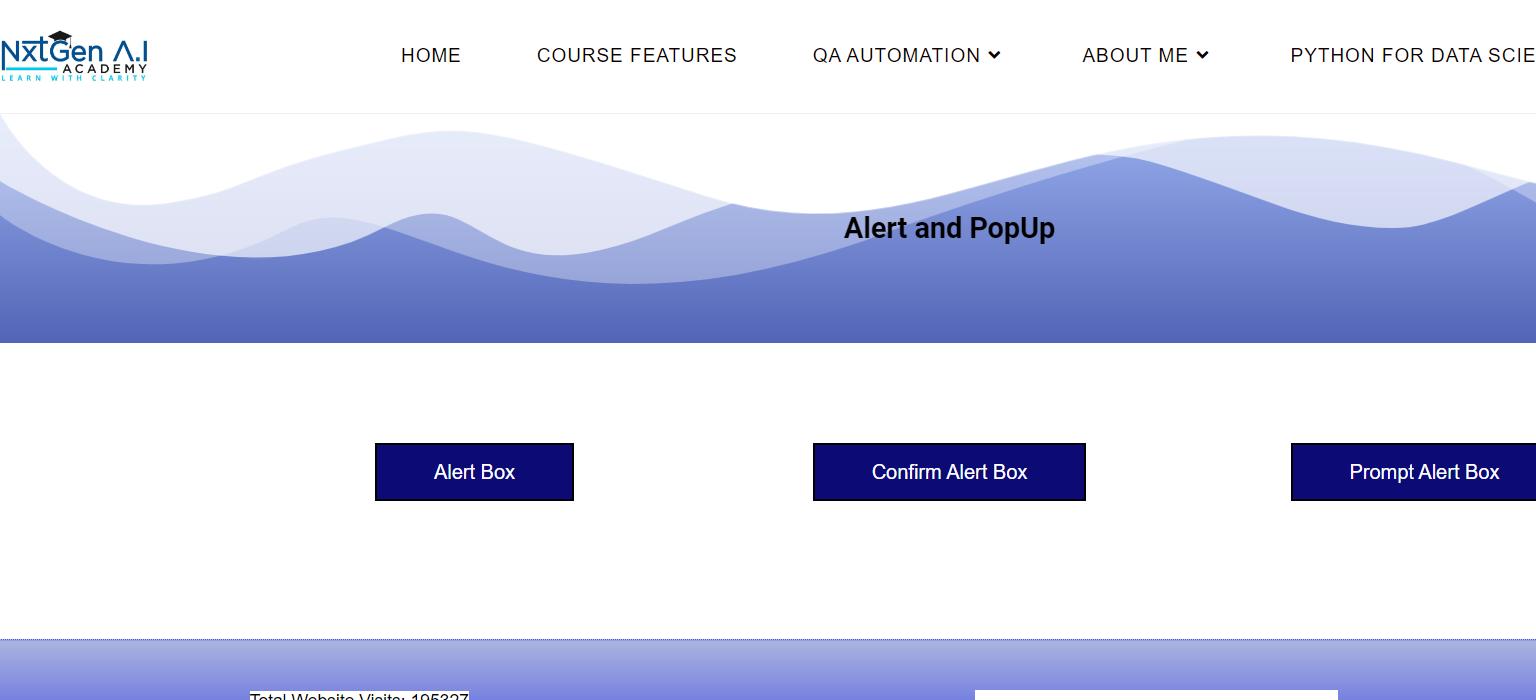 NxtGen A.I
ACADEMY
LEARN WITH CLARITY
HOME
COURSE FEATURES
QA AUTOMATION
ABOUT ME
PYTHON FOR DATA SCIE
Alert and PopUp
Alert Box
Confirm Alert Box
Prompt Alert Box
Total Website Visits: 195327